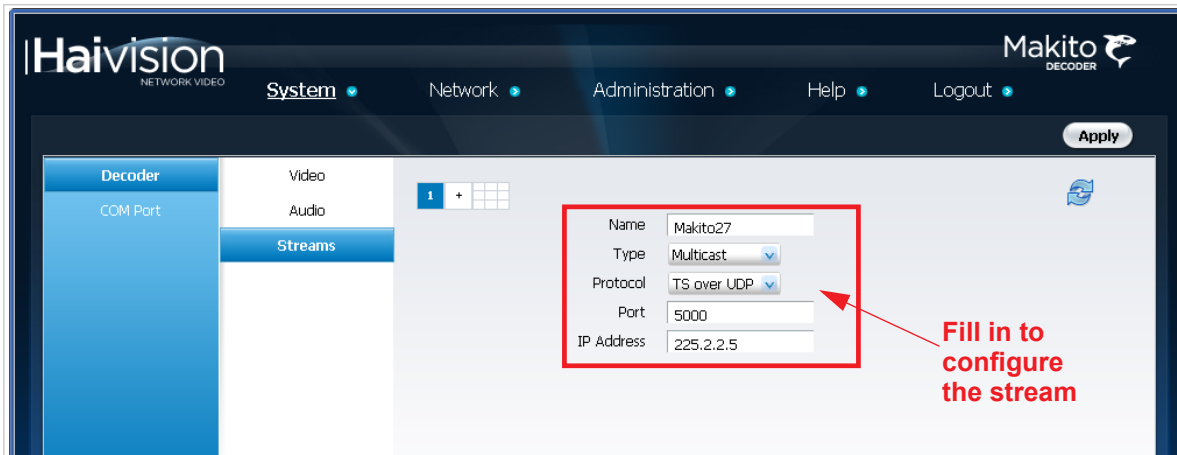 Haivision
NETWORK VIDEO
Makito
DECODER
System
Network
Administration
Help
Logout
Apply
Decoder
COM Port
Video
Audio
Streams
1 +
Name Makito27
Type Multicast
Protocol TS over UDP
Port 5000
IP Address 225.2.2.5
Fill in to
configure
the stream